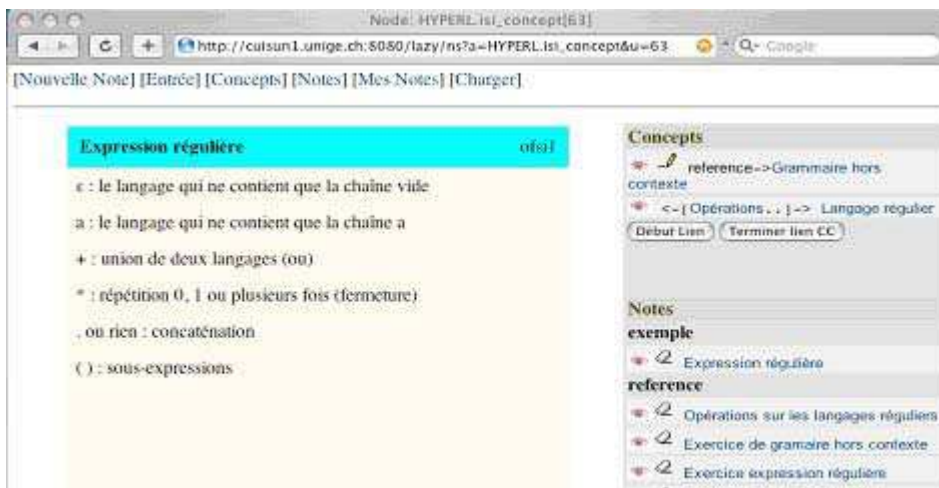 Node: HYPERL.isi_concept[63]
http://cuisun1.unige.ch:8080/lazy/ns?a=HYPERL.isi_concept&u=63
Google
[Nouvelle Note] [Entrée] [Concepts] [Notes] [Mes Notes] [Charger]
Expression régulière
ε : le langage qui ne contient que la chaîne vide
a : le langage qui ne contient que la chaîne a
+ : union de deux langages (ou)
* : répétition 0, 1 ou plusieurs fois (fermeture)
. ou rien : concaténation
( ) : sous-expressions
Concepts
reference->Grammaire hors
contexte
<-[Opérations..]-> Langage régulier
Début Lien Terminer lien CC
Notes
exemple
Expression régulière
reference
Opérations sur les langages réguliers
Exercice de gramaire hors contexte
Exercice expression régulière